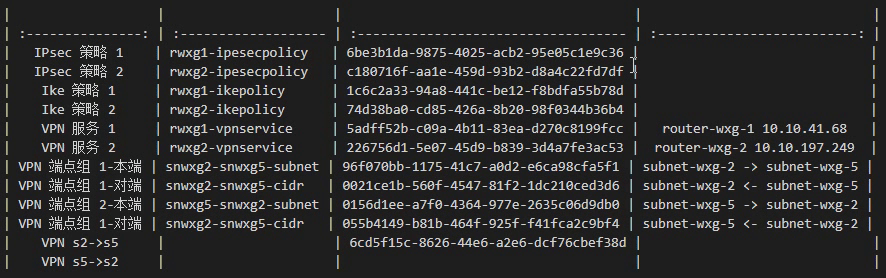 | | | | |
| :---------------: | :------------------- | :----------------------------------- | :--------------------------: |
| IPsec 策略 1 | rwxg1-ipesecpolicy | 6be3b1da-9875-4025-acb2-95e05c1e9c36 | |
| IPsec 策略 2 | rwxg2-ipesecpolicy | c180716f-aa1e-459d-93b2-d8a4c22fd7df | |
| Ike 策略 1 | rwxg1-ikepolicy | 1c6c2a33-94a8-441c-be12-f8bdfa55b78d | |
| Ike 策略 2 | rwxg2-ikepolicy | 74d38ba0-cd85-426a-8b20-98f0344b36b4 | |
| VPN 服务 1 | rwxg1-vpnservice | 5adff52b-c09a-4b11-83ea-d270c8199fcc | router-wxg-1 10.10.41.68 |
| VPN 服务 2 | rwxg2-vpnservice | 226756d1-5e07-45d9-b839-3d4a7fe3ac53 | router-wxg-2 10.10.197.249 |
| VPN 端点组 1-本端 | snwxg2-snwxg5-subnet | 96f070bb-1175-41c7-a0d2-e6ca98cfa5f1 | subnet-wxg-2 -> subnet-wxg-5 |
| VPN 端点组 1-对端 | snwxg2-snwxg5-cidr | 0021ce1b-560f-4547-81f2-1dc210ced3d6 | subnet-wxg-2 <- subnet-wxg-5 |
| VPN 端点组 2-本端 | snwxg5-snwxg2-subnet | 0156d1ee-a7f0-4364-977e-2635c06d9db0 | subnet-wxg-5 -> subnet-wxg-2 |
| VPN 端点组 1-对端 | snwxg2-snwxg5-cidr | 055b4149-b81b-464f-925f-f41fca2c9bf4 | subnet-wxg-5 <- subnet-wxg-2 |
| VPN s2->s5 | | 6cd5f15c-8626-44e6-a2e6-dcf76cbef38d | |
| VPN s5->s2 | | | |